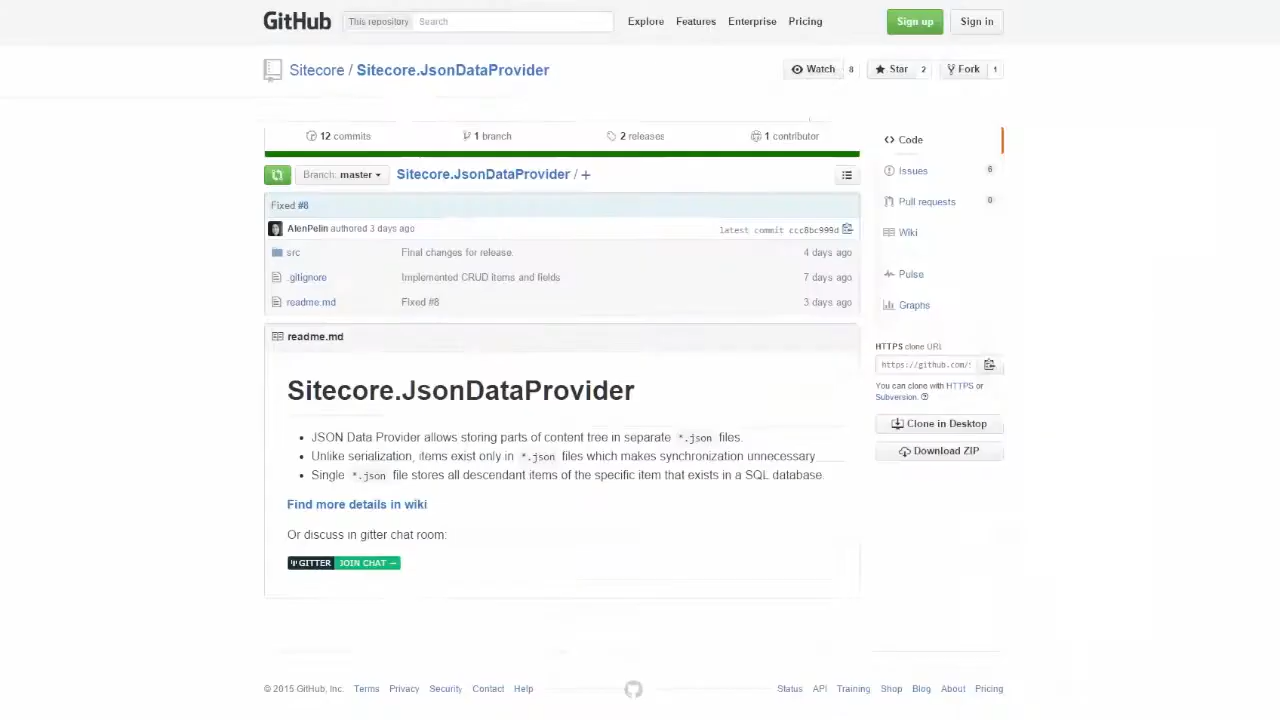 GitHub This repository Search Explore Features Enterprise Pricing Sign up Sign in
Sitecore / Sitecore.JsonDataProvider Watch 8 Star 2 Fork 1
12 commits 1 branch 2 releases 1 contributor
Branch: master Sitecore.JsonDataProvider / +
Fixed #8
AlenPelin authored 3 days ago latest commit ccc8bc999d
src Final changes for release. 4 days ago
.gitignore Implemented CRUD items and fields 7 days ago
readme.md Fixed #8 3 days ago
readme.md
Sitecore.JsonDataProvider
• JSON Data Provider allows storing parts of content tree in separate *.json files.
• Unlike serialization, items exist only in *.json files which makes synchronization unnecessary
• Single *.json file stores all descendant items of the specific item that exists in a SQL database.
Find more details in wiki
Or discuss in gitter chat room:
GITTER JOIN CHAT →
Code
Issues 6
Pull requests 0
Wiki
Pulse
Graphs
HTTPS clone URL
https://github.com/
You can clone with HTTPS or
Subversion.
Clone in Desktop
Download ZIP
© 2015 GitHub, Inc. Terms Privacy Security Contact Help Status API Training Shop Blog About Pricing